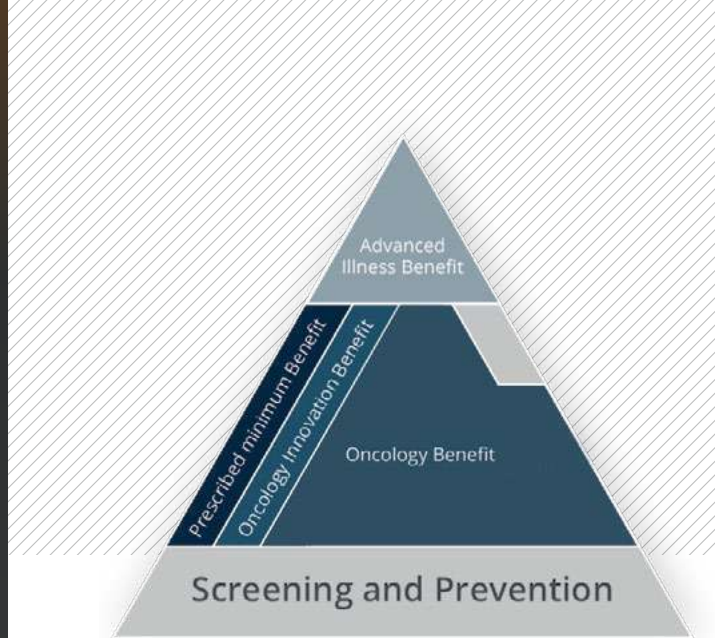 Advanced
Illness Benefit
Prescribed minimum Benefit
Oncology Innovation Benefit
Oncology Benefit
Screening and Prevention